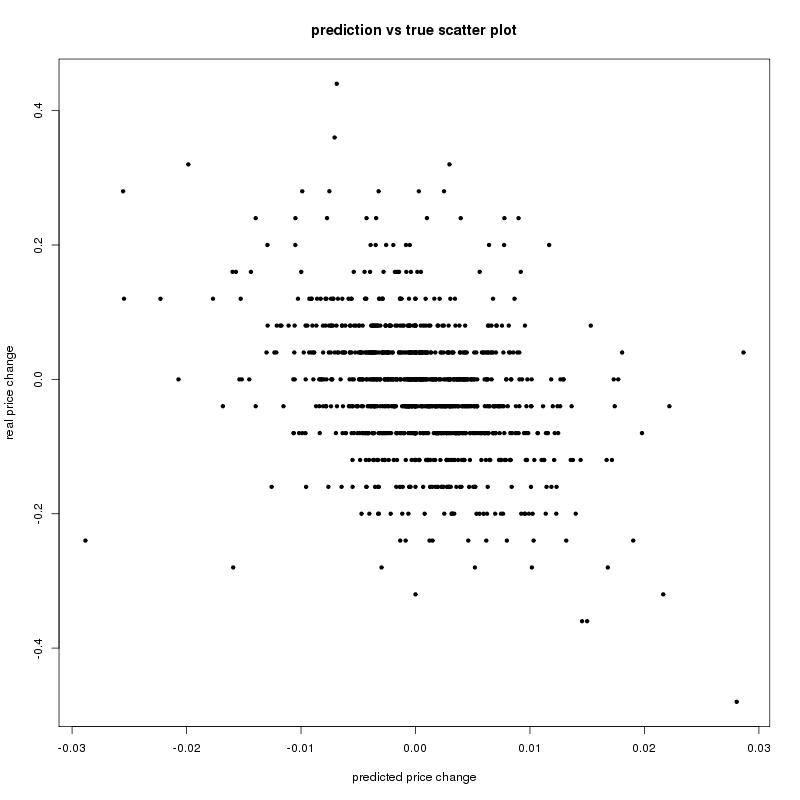 prediction vs true scatter plot
real price change
0.4
0.2
0.0
-0.2
-0.4
-0.03 -0.02 -0.01 0.00 0.01 0.02 0.03
predicted price change